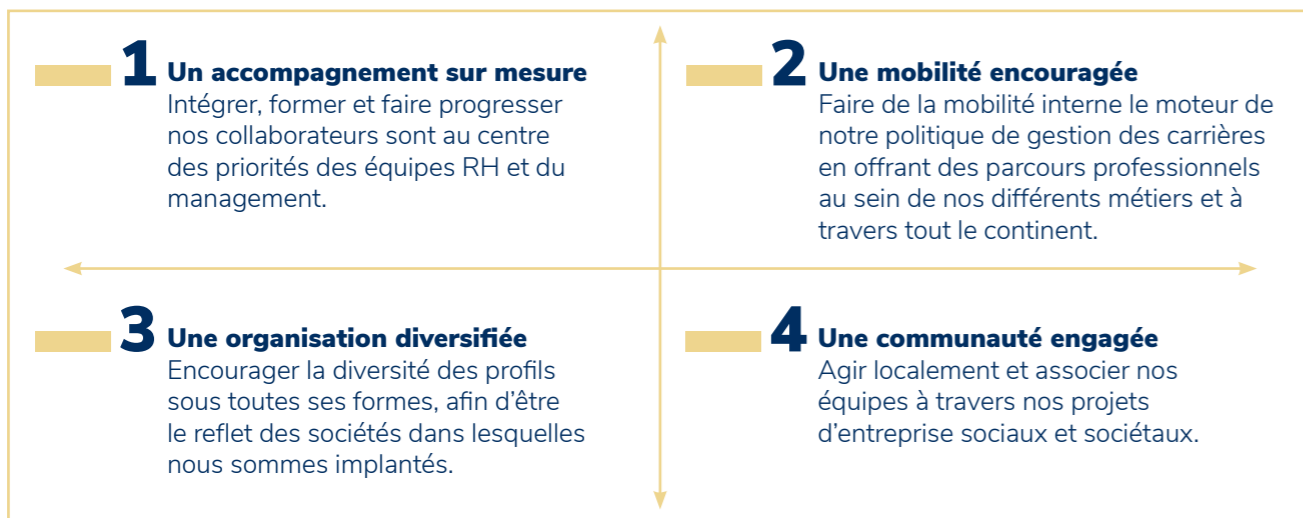 1 Un accompagnement sur mesure
Intégrer, former et faire progresser
nos collaborateurs sont au centre
des priorités des équipes RH et du
management.
2 Une mobilité encouragée
Faire de la mobilité interne le moteur de
notre politique de gestion des carrières
en offrant des parcours professionnels
au sein de nos différents métiers et à
travers tout le continent.
3 Une organisation diversifiée
Encourager la diversité des profils
sous toutes ses formes, afin d’être
le reflet des sociétés dans lesquelles
nous sommes implantés.
4 Une communauté engagée
Agir localement et associer nos
équipes à travers nos projets
d’entreprise sociaux et sociétaux.